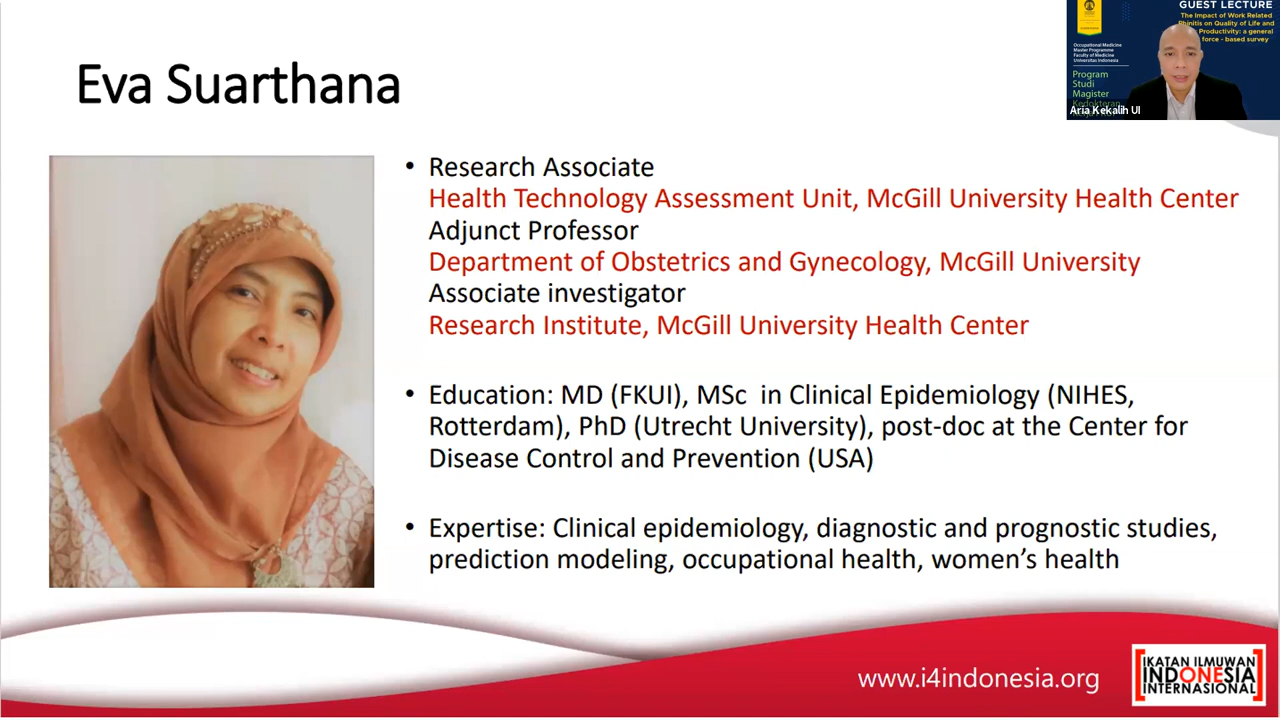 Eva Suarthana
• Research Associate
Health Technology Assessment Unit, McGill University Health Center
Adjunct Professor
Department of Obstetrics and Gynecology, McGill University
Associate investigator
Research Institute, McGill University Health Center
• Education: MD (FKUI), MSc in Clinical Epidemiology (NIHES,
Rotterdam), PhD (Utrecht University), post-doc at the Center for
Disease Control and Prevention (USA)
• Expertise: Clinical epidemiology, diagnostic and prognostic studies,
prediction modeling, occupational health, women’s health
www.i4indonesia.org
IKATAN ILMUWAN
INDONESIA
INTERNASIONAL
GUEST LECTURE
The Impact of Work Related
Rhinitis on Quality of Life and
Productivity: a general
force - based survey
Occupational Medicine
Master Programme
Faculty of Medicine
Universitas Indonesia
Program
Studi
Magister
Kedokteran
Aria Kekalih UI